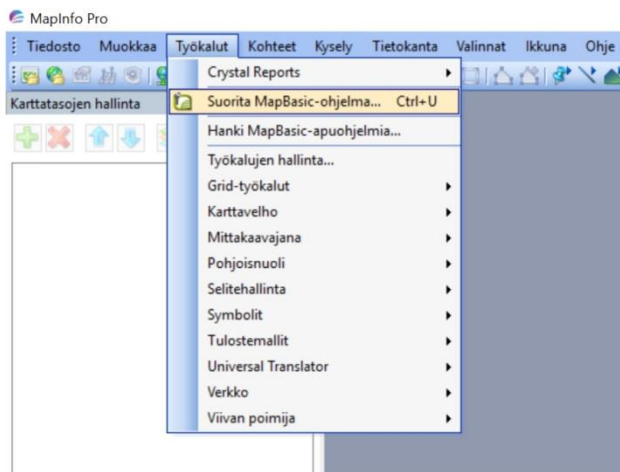 MapInfo Pro
Tiedosto Muokkaa Työkalut Kohteet Kysely Tietokanta Valinnat Ikkuna Ohje
Crystal Reports
Karttatasojen hallinta
Suorita MapBasic-ohjelma... Ctrl+U
Hanki MapBasic-apuohjelmia...
Työkalujen hallinta...
Grid-työkalut
Karttavelho
Mittakaavajana
Pohjoisnuoli
Selitehallinta
Symbolit
Tulostemallit
Universal Translator
Verkko
Viivan poimija